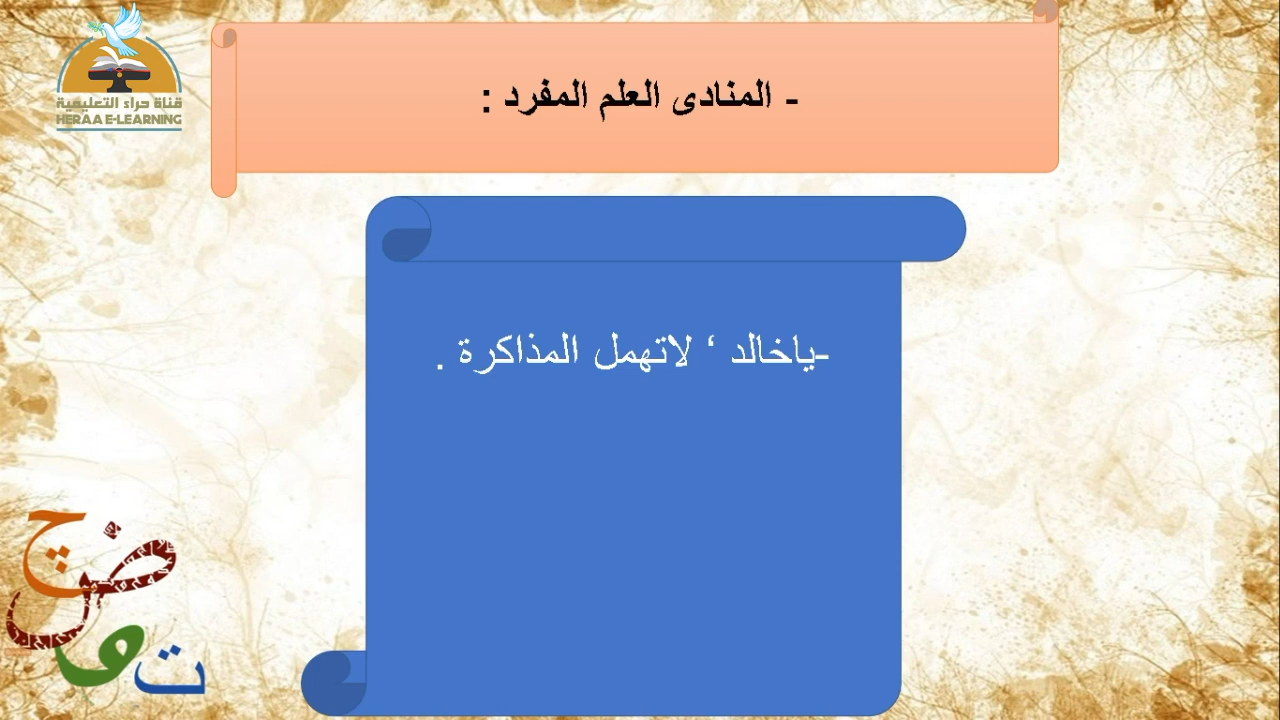 قناة حراء التعليمية
HERAA E-LEARNING
- المنادى العلم المفرد :
-ياخالد ‘ لاتهمل المذاكرة .
ض
ج
و
ت